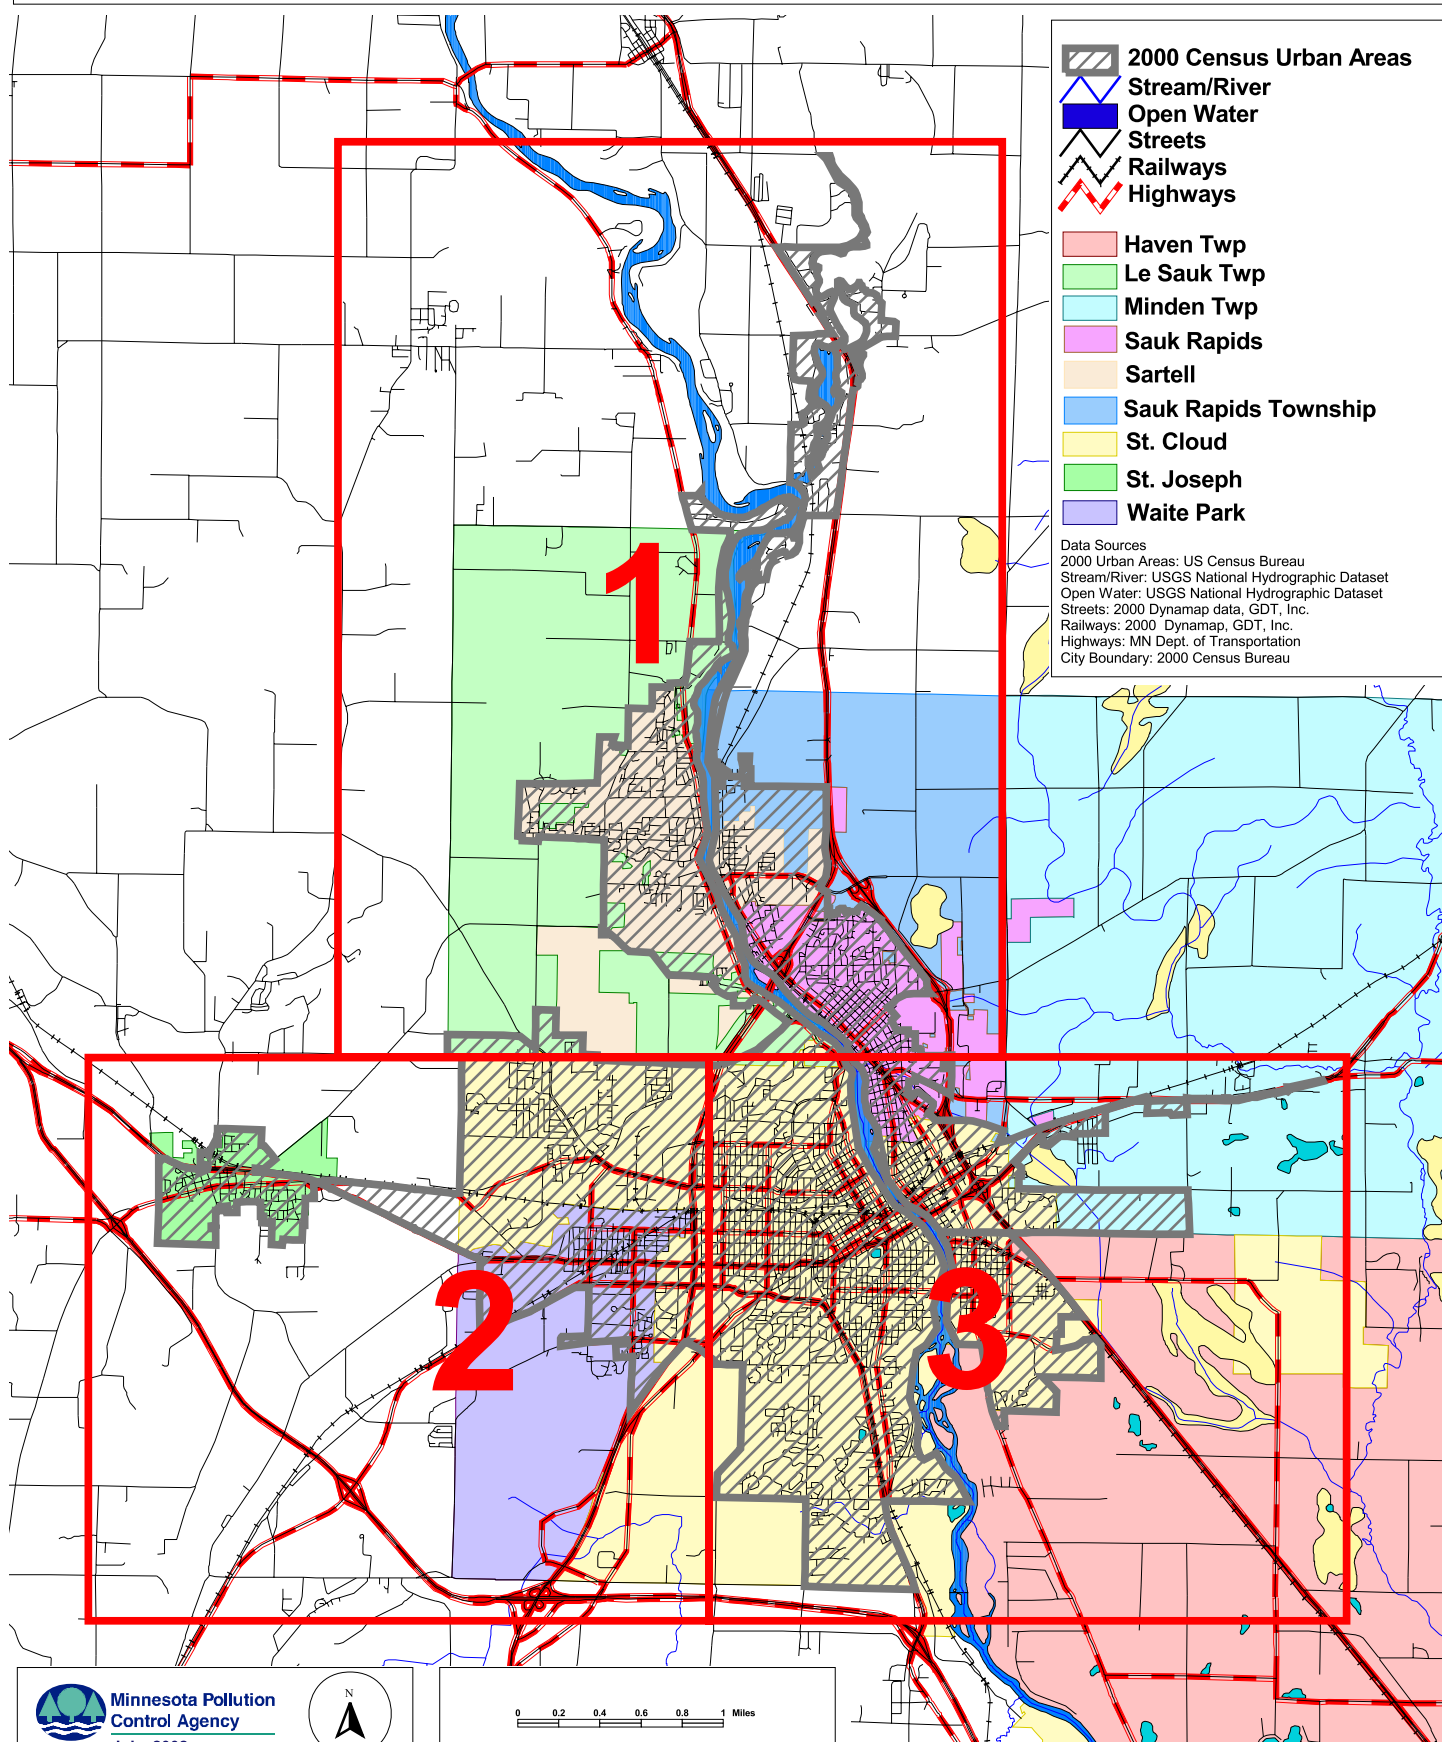 2000 Census Urban Areas
Stream/River
Open Water
Streets
Railways
Highways
Haven Twp
Le Sauk Twp
Minden Twp
Sauk Rapids
Sartell
Sauk Rapids Township
St. Cloud
St. Joseph
Waite Park
Data Sources
2000 Urban Areas: US Census Bureau
Stream/River: USGS National Hydrographic Dataset
Open Water: USGS National Hydrographic Dataset
Streets: 2000 Dynamap data, GDT, Inc.
Railways: 2000 Dynamap, GDT, Inc.
Highways: MN Dept. of Transportation
City Boundary: 2000 Census Bureau
1
2
3
Minnesota Pollution
Control Agency
N
0 0.2 0.4 0.6 0.8 1 Miles